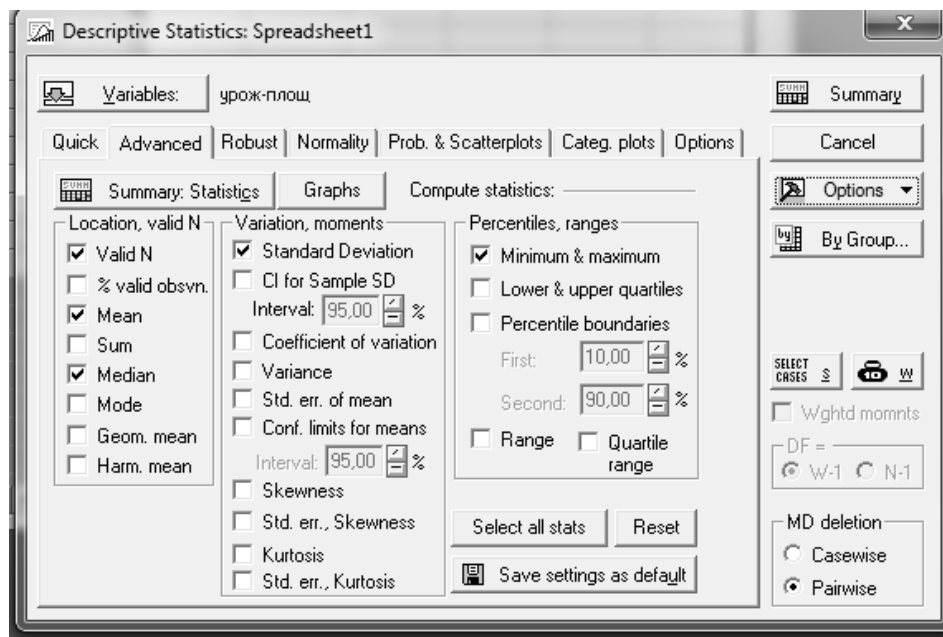 Descriptive Statistics: Spreadsheet1
x
Variables: урож-площ
Summary
Quick Advanced Robust Normality Prob. & Scatterplots Categ. plots Options
Cancel
SUMM Summary: Statistics Graphs Compute statistics:
Options
By Group...
Location, valid N
Valid N
% valid obsvn.
Mean
Sum
Median
Mode
Geom. mean
Harm. mean
Variation, moments
Standard Deviation
CI for Sample SD
Interval: 95,00 %
Coefficient of variation
Variance
Std. err. of mean
Conf. limits for means
Interval: 95,00 %
Skewness
Std. err., Skewness
Kurtosis
Std. err., Kurtosis
Percentiles, ranges
Minimum & maximum
Lower & upper quartiles
Percentile boundaries
First: 10,00 %
Second: 90,00 %
Range Quartile
range
Select all stats Reset
Save settings as default
SELECT
CASES S W
Wghtd momnts
DF =
W-1 N-1
MD deletion
Casewise
Pairwise